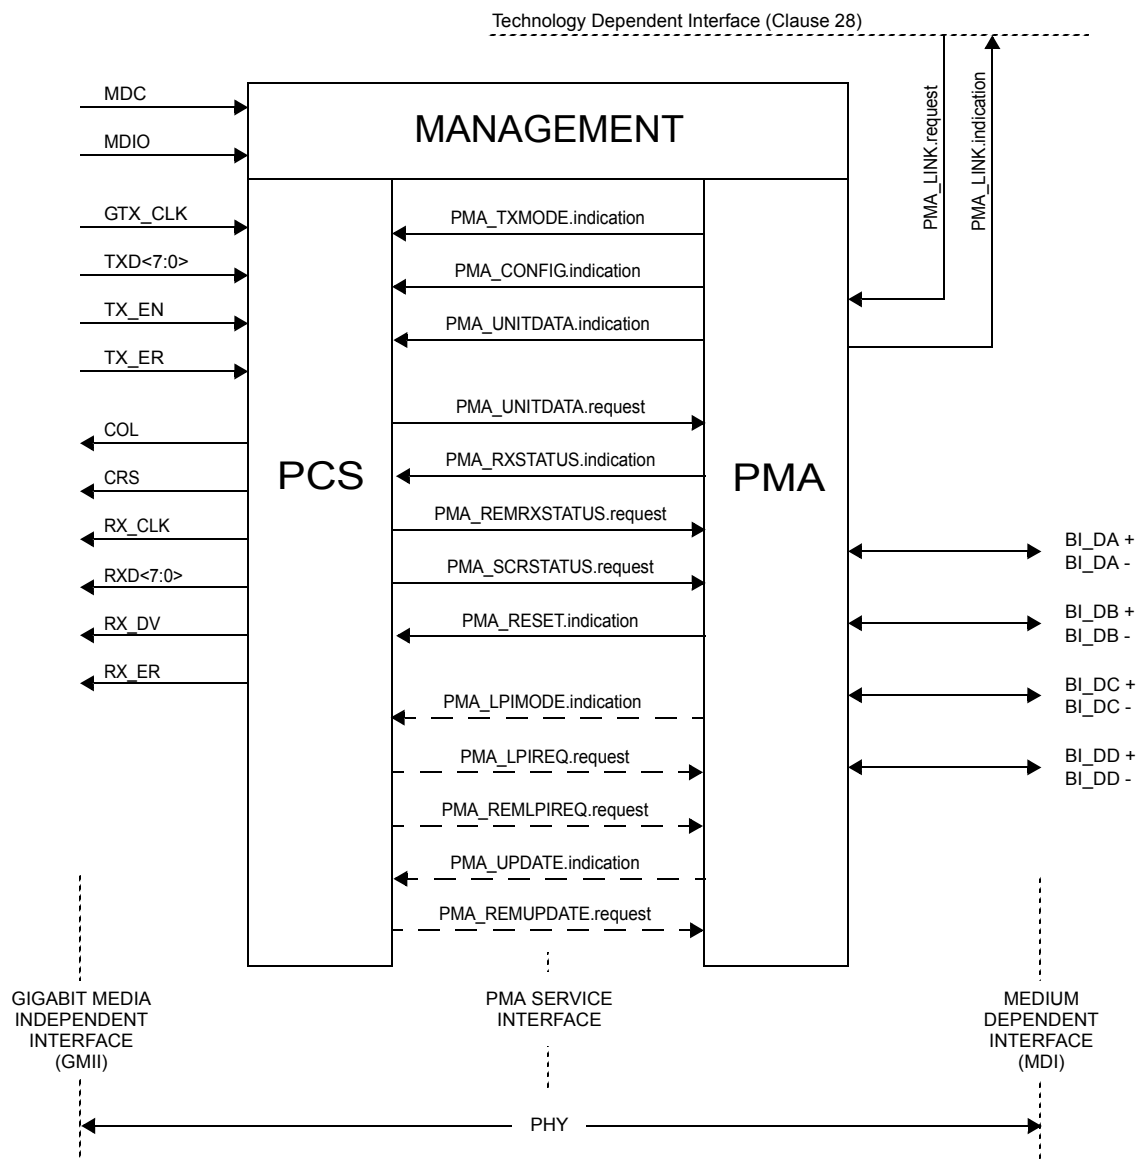 Technology Dependent Interface (Clause 28)
MDC
MANAGEMENT
MDIO
PMA_LINK.request
PMA_LINK.indication
GTX_CLK
TXD<7:0>
TX_EN
TX_ER
COL
CRS
RX_CLK
RXD<7:0>
RX_DV
RX_ER
PCS
PMA_TXMODE.indication
PMA_CONFIG.indication
PMA_UNITDATA.indication
PMA_UNITDATA.request
PMA_RXSTATUS.indication
PMA_REMRXSTATUS.request
PMA_SCRSTATUS.request
PMA_RESET.indication
PMA_LPIMODE.indication
PMA_LPIREQ.request
PMA_REMLPIREQ.request
PMA_UPDATE.indication
PMA_REMUPDATE.request
PMA
BI_DA +
BI_DA -
BI_DB +
BI_DB -
BI_DC +
BI_DC -
BI_DD +
BI_DD -
GIGABIT MEDIA
INDEPENDENT
INTERFACE
(GMII)
PMA SERVICE
INTERFACE
MEDIUM
DEPENDENT
INTERFACE
(MDI)
PHY